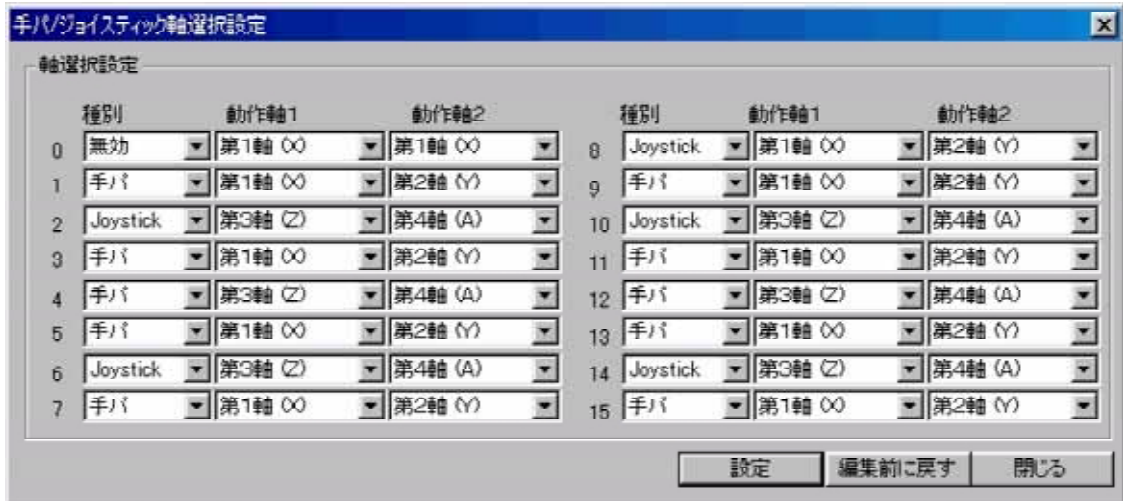 手パ/ジョイスティック軸選択設定
軸選択設定
種別 動作軸1 動作軸2 種別 動作軸1 動作軸2
0 無効 第1軸 (X) 第1軸 (X) 8 Joystick 第1軸 (X) 第2軸 (Y)
1 手パ 第1軸 (X) 第2軸 (Y) 9 手パ 第1軸 (X) 第2軸 (Y)
2 Joystick 第3軸 (Z) 第4軸 (A) 10 Joystick 第3軸 (Z) 第4軸 (A)
3 手パ 第1軸 (X) 第2軸 (Y) 11 手パ 第1軸 (X) 第2軸 (Y)
4 手パ 第3軸 (Z) 第4軸 (A) 12 手パ 第3軸 (Z) 第4軸 (A)
5 手パ 第1軸 (X) 第2軸 (Y) 13 手パ 第1軸 (X) 第2軸 (Y)
6 Joystick 第3軸 (Z) 第4軸 (A) 14 Joystick 第3軸 (Z) 第4軸 (A)
7 手パ 第1軸 (X) 第2軸 (Y) 15 手パ 第1軸 (X) 第2軸 (Y)
設定 編集前に戻す 閉じる